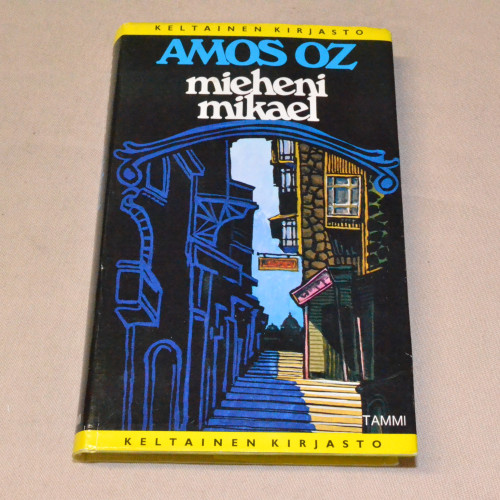 KELTAINEN KIRJASTO
AMOS OZ
mieheni
mikael
TAMMI
KELTAINEN KIRJASTO